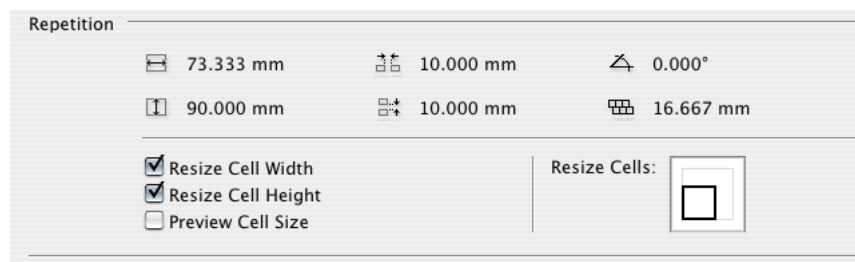 Repetition
73.333 mm 10.000 mm 0.000°
90.000 mm 10.000 mm 16.667 mm
Resize Cell Width Resize Cells:
Resize Cell Height
Preview Cell Size